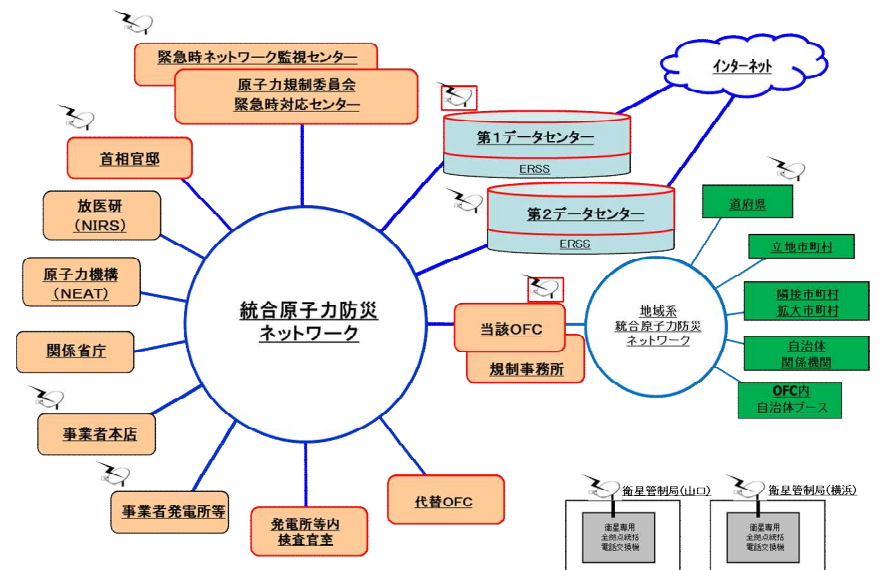 緊急時ネットワーク監視センター
原子力規制委員会
緊急時対応センター
首相官邸
放医研
(NIRS)
原子力機構
(NEAT)
関係省庁
事業者本店
事業者発電所等
発電所等内
検査官室
代替OFC
統合原子力防災
ネットワーク
第1データセンター
ERSS
第2データセンター
ERSS
インターネット
当該OFC
規制事務所
地域系
統合原子力防災
ネットワーク
道府県
立地市町村
隣接市町村
拡大市町村
自治体
関係機関
OFC内
自治体ブース
衛星管制局(山口)
衛星専用
全拠点統括
電話交換機
衛星管制局(横浜)
衛星専用
全拠点統括
電話交換機